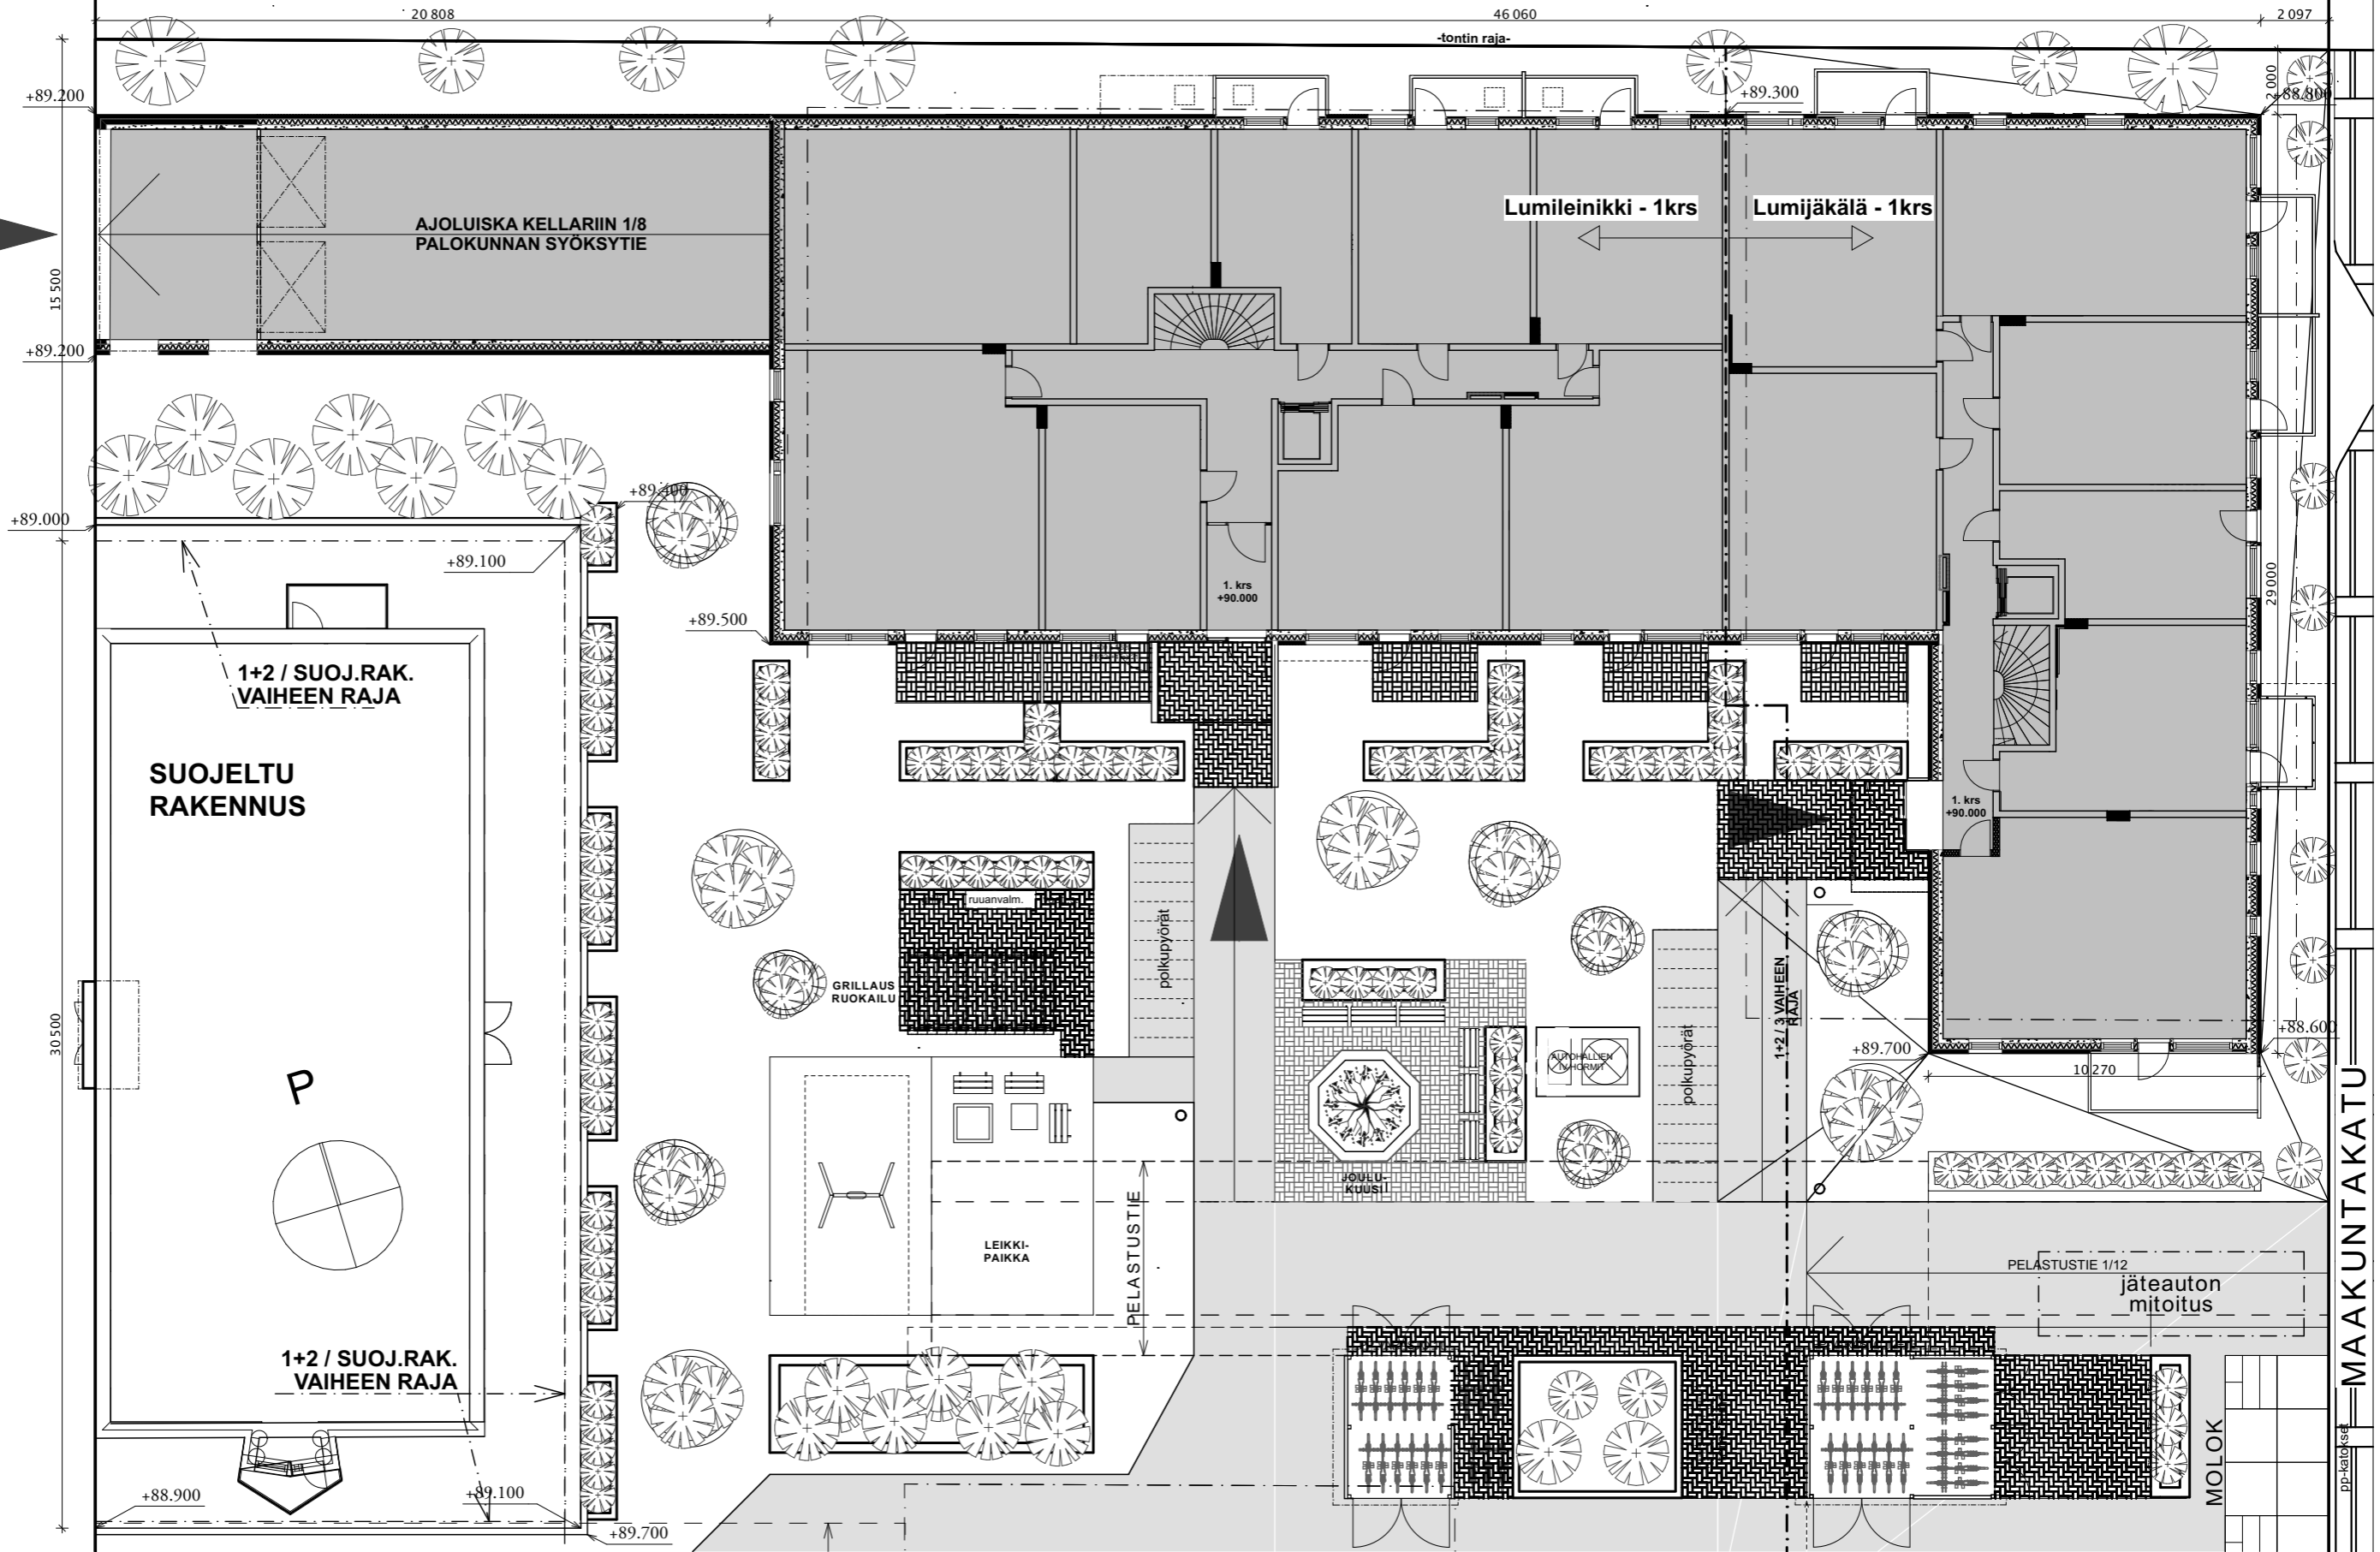 20 808
46 060
2 097
-tontin raja-
+89.200
+89.300
2 000
+88.800
AJOLUISKA KELLARIIN 1/8
PALOKUNNAN SYÖKSYTIE
Lumileinikki - 1krs
Lumijäkälä - 1krs
15 500
+89.200
+89.400
+89.000
+89.100
1. krs
+90.000
29 000
+89.500
1+2 / SUOJ.RAK.
VAIHEEN RAJA
SUOJELTU
RAKENNUS
1. krs
+90.000
ruuanvalm.
polkupyörät
GRILLAUS
RUOKAILU
1+2 / 3 VAIHEEN
RAJA
polkupyörät
30 500
AUTOHALLIEN
IV-HORMIT
+88.600
+89.700
10 270
P
JOULU-
KUUSI
MAAKUNTAKATU
PELASTUSTIE
LEIKKI-
PAIKKA
PELASTUSTIE 1/12
jäteauton
mitoitus
1+2 / SUOJ.RAK.
VAIHEEN RAJA
MOLOK
pp-katokset
+88.900
+89.100
+89.700